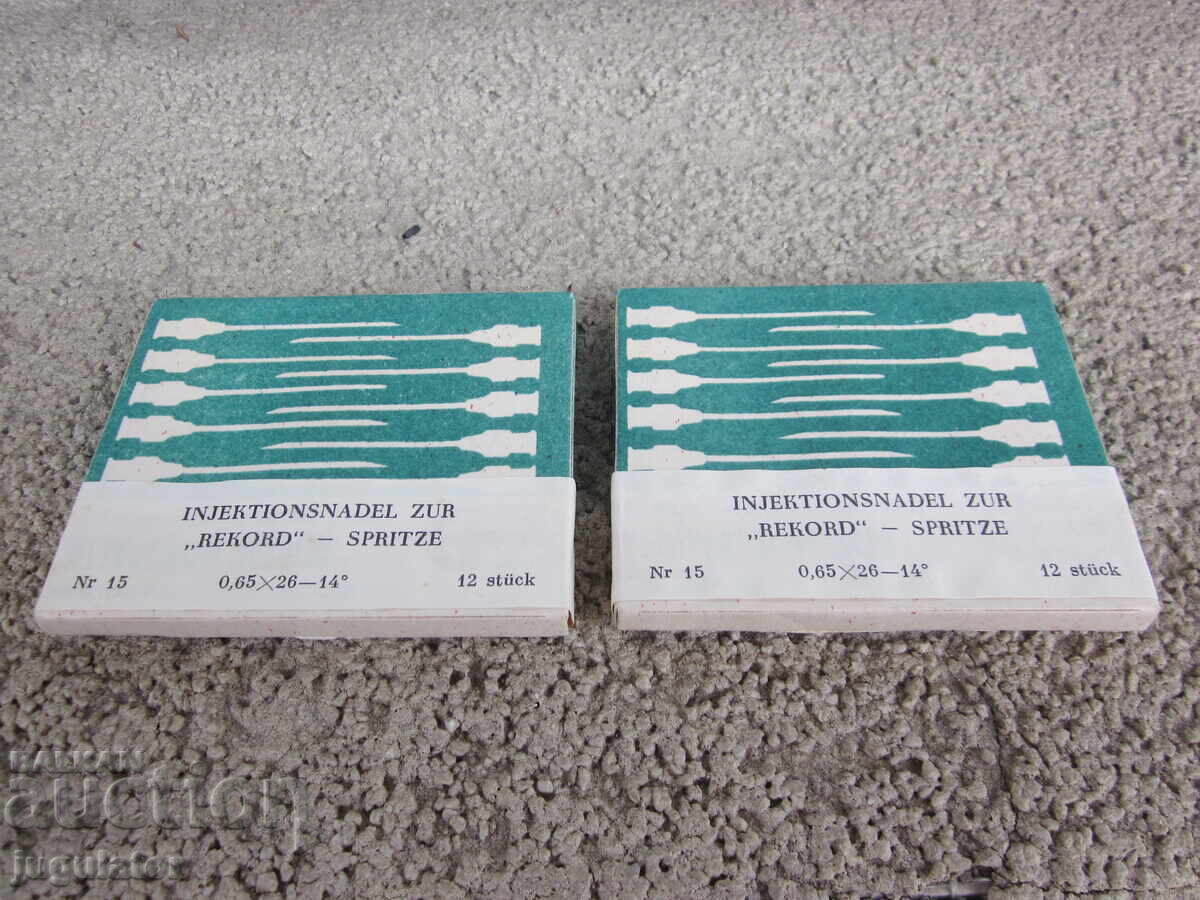 INJEKTIONSNADEL ZUR
„REKORD“ — SPRITZE
Nr 15 0,65×26—14° 12 stück
INJEKTIONSNADEL ZUR
„REKORD“ — SPRITZE
Nr 15 0,65×26—14° 12 stück
BALKAN
auction
jugulator